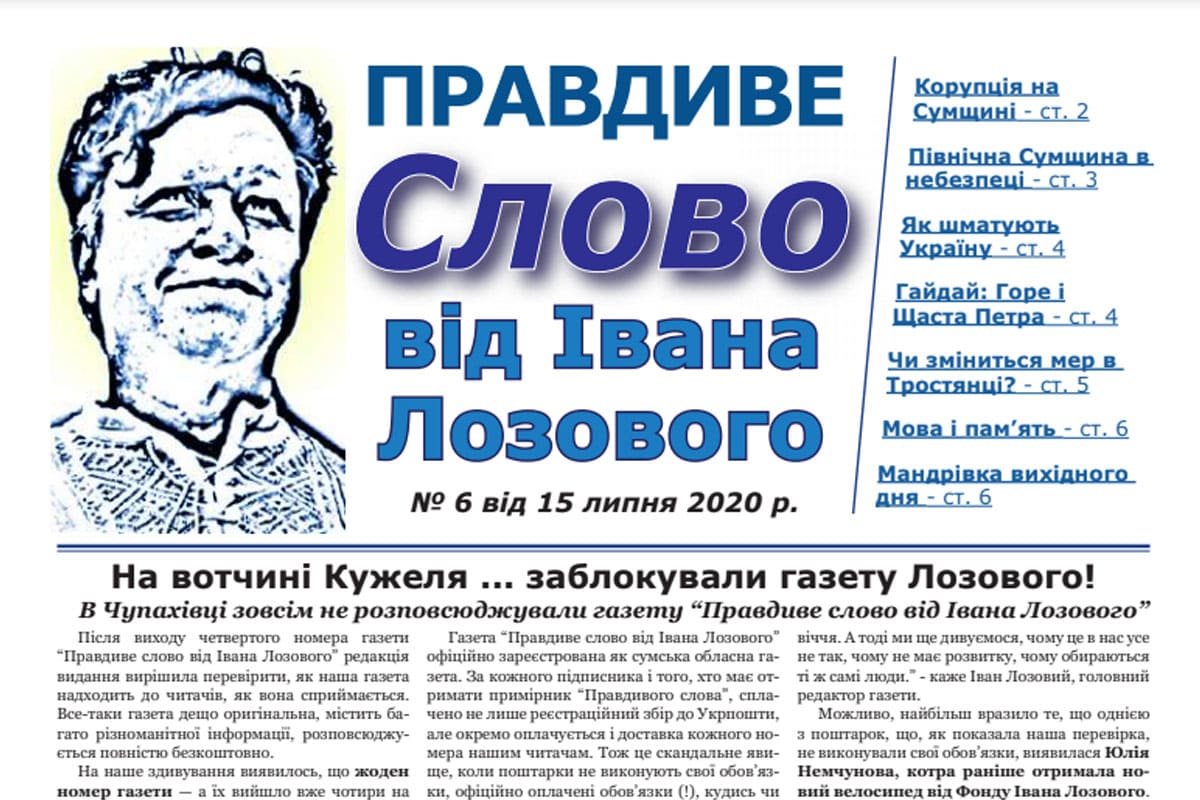 ПРАВДИВЕ
Слово
від Івана
Лозового
№ 6 від 15 липня 2020 р.
Корупція на
Сумщині - ст. 2
Північна Сумщина в
небезпеці - ст. 3
Як шматують
Україну - ст. 4
Гайдай: Горе і
Щаста Петра - ст. 4
Чи зміниться мер в
Тростянці? - ст. 5
Мова і пам’ять - ст. 6
Мандрівка вихідного
дня - ст. 6
На вотчині Кужеля ... заблокували газету Лозового!
В Чупахівці зовсім не розповсюджували газету “Правдиве слово від Івана Лозового”
Після виходу четвертого номера газети
“Правдиве слово від Івана Лозового” редакція
видання вирішила перевірити, як наша газета
надходить до читачів, як вона сприймається.
Все-таки газета дещо оригінальна, містить ба-
гато різноманітної інформації, розповсюджу-
ється повністю безкоштовно.
На наше здивування виявилось, що жоден
номер газети — а їх вийшло вже чотири на
Газета “Правдиве слово від Івана Лозового”
офіційно зареєстрована як сумська обласна га-
зета. За кожного підписника і того, хто має от-
римати примірник “Правдивого слова”, спла-
чено не лише реєстраційний збір до Укрпошти,
але окремо оплачується і доставка кожного но-
мера нашим читачам. Тож це скандальне яви-
ще, коли поштарки не виконують свої обов’яз-
ки, офіційно оплачені обов’язки (!), кудись чи
віччя. А тоді ми ще дивуємося, чому це в нас усе
не так, чому не має розвитку, чому обираються
ті ж самі люди.” - каже Іван Лозовий, головний
редактор газети.
Можливо, найбільш вразило те, що однією
з поштарок, що, як показала наша перевірка,
не виконували свої обов’язки, виявилася Юлія
Немчунова, котра раніше отримала но-
вий велосипед від Фонду Івана Лозового.